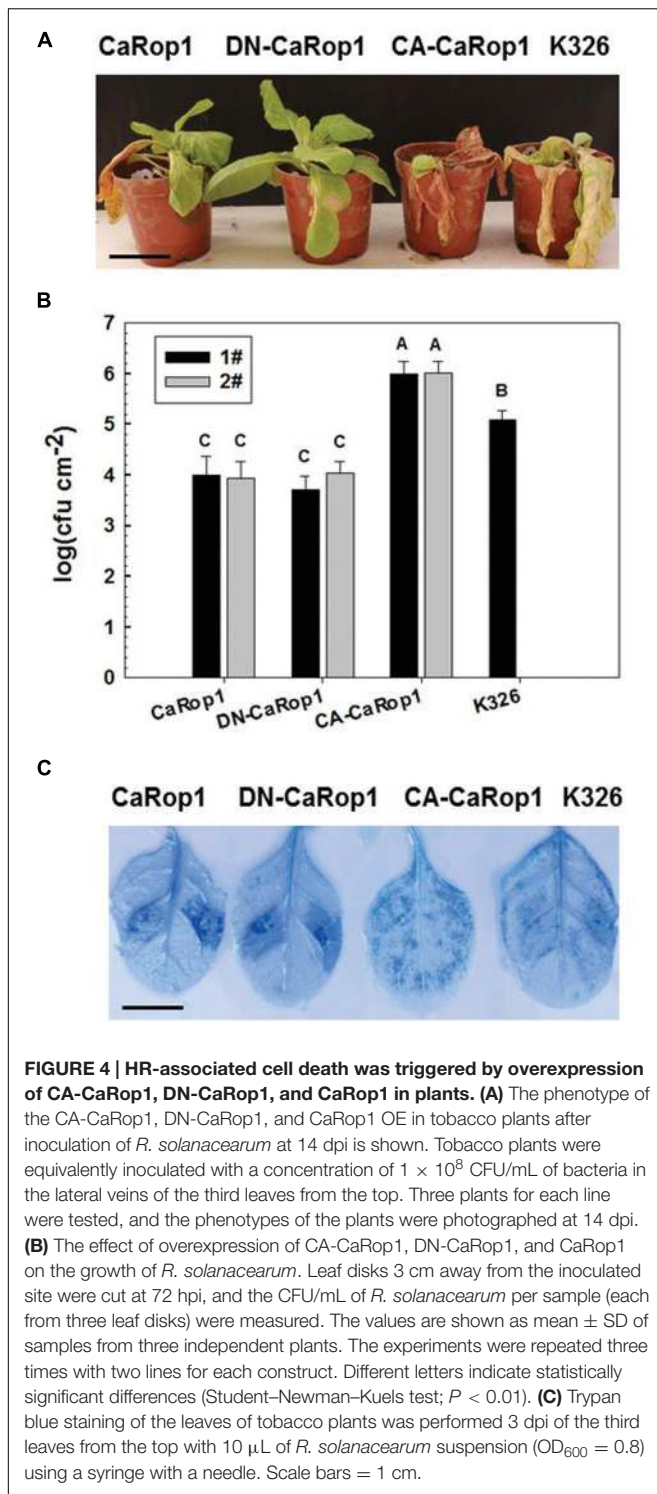 A
CaRop1 DN-CaRop1 CA-CaRop1 K326
B
7
6
5
4
3
2
1
0
log(cfu cm-2)
1#
2#
C C C C A A B
CaRop1 DN-CaRop1 CA-CaRop1 K326
C
CaRop1 DN-CaRop1 CA-CaRop1 K326
FIGURE 4 | HR-associated cell death was triggered by overexpression
of CA-CaRop1, DN-CaRop1, and CaRop1 in plants. (A) The phenotype of
the CA-CaRop1, DN-CaRop1, and CaRop1 OE in tobacco plants after
inoculation of R. solanacearum at 14 dpi is shown. Tobacco plants were
equivalently inoculated with a concentration of 1 × 10⁸ CFU/mL of bacteria in
the lateral veins of the third leaves from the top. Three plants for each line
were tested, and the phenotypes of the plants were photographed at 14 dpi.
(B) The effect of overexpression of CA-CaRop1, DN-CaRop1, and CaRop1
on the growth of R. solanacearum. Leaf disks 3 cm away from the inoculated
site were cut at 72 hpi, and the CFU/mL of R. solanacearum per sample (each
from three leaf disks) were measured. The values are shown as mean ± SD of
samples from three independent plants. The experiments were repeated three
times with two lines for each construct. Different letters indicate statistically
significant differences (Student–Newman–Kuels test; P < 0.01). (C) Trypan
blue staining of the leaves of tobacco plants was performed 3 dpi of the third
leaves from the top with 10 μL of R. solanacearum suspension (OD₆₀₀ = 0.8)
using a syringe with a needle. Scale bars = 1 cm.